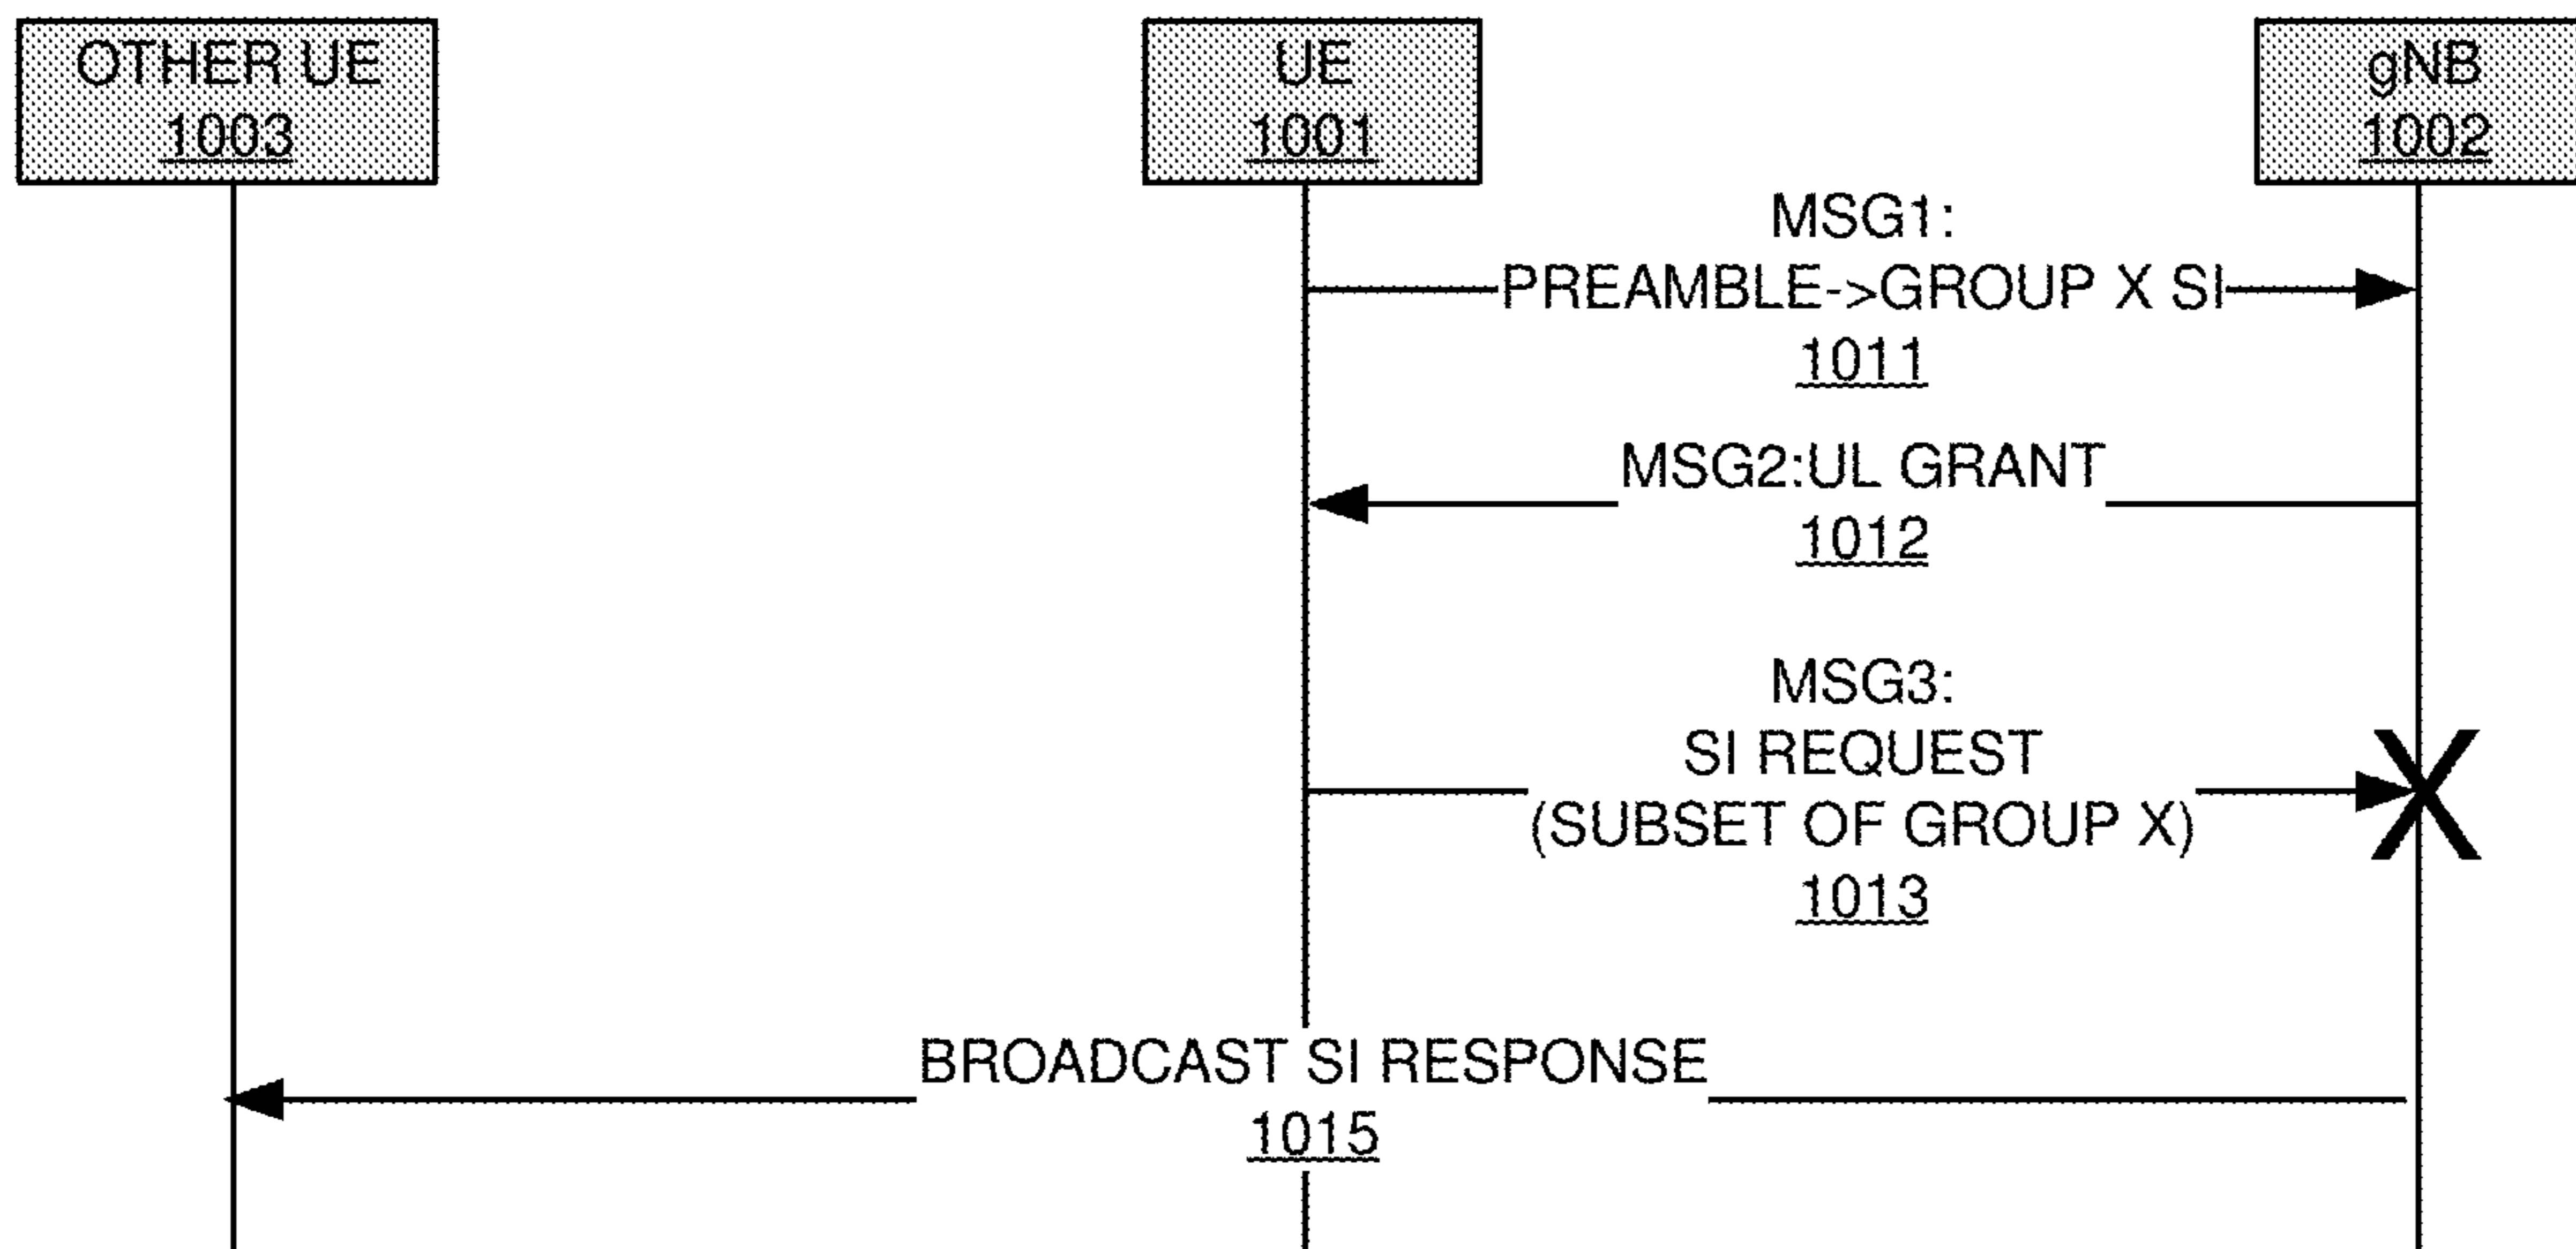 OTHER UE
1003
UE
1001
gNB
1002
MSG1:
PREAMBLE->GROUP X SI
1011
MSG2:UL GRANT
1012
MSG3:
SI REQUEST
(SUBSET OF GROUP X)
1013
X
BROADCAST SI RESPONSE
1015